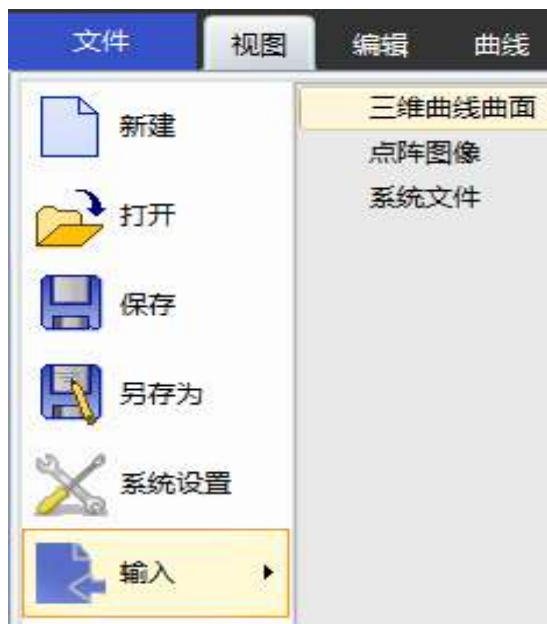 文件 视图 编辑 曲线
新建
打开
保存
另存为
系统设置
输入
三维曲线曲面
点阵图像
系统文件